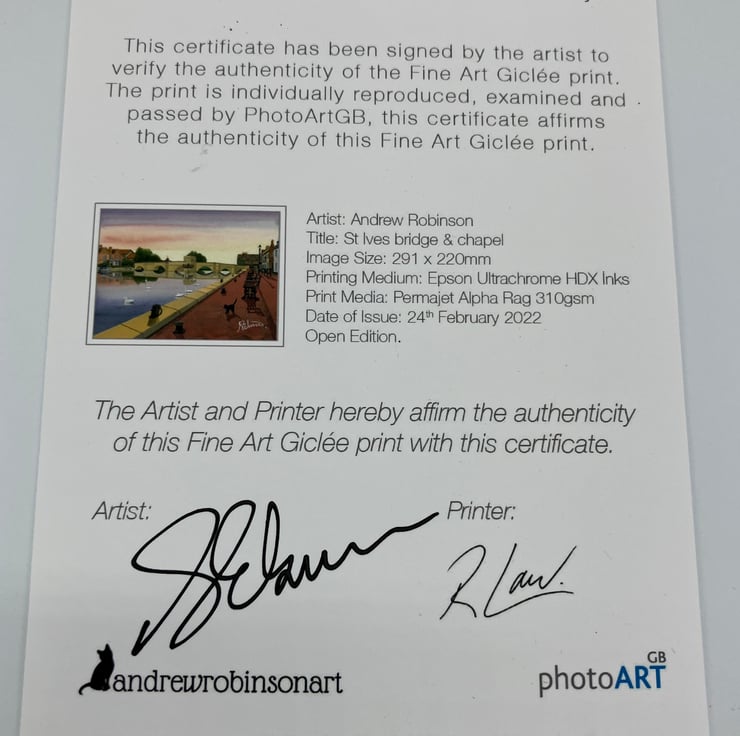 This certificate has been signed by the artist to
verify the authenticity of the Fine Art Giclée print.
The print is individually reproduced, examined and
passed by PhotoArtGB, this certificate affirms
the authenticity of this Fine Art Giclée print.
Artist: Andrew Robinson
Title: St Ives bridge & chapel
Image Size: 291 x 220mm
Printing Medium: Epson Ultrachrome HDX Inks
Print Media: Permajet Alpha Rag 310gsm
Date of Issue: 24th February 2022
Open Edition.
The Artist and Printer hereby affirm the authenticity
of this Fine Art Giclée print with this certificate.
Artist:
Printer:
R Law.
andrewrobinsonart
photoARTGB